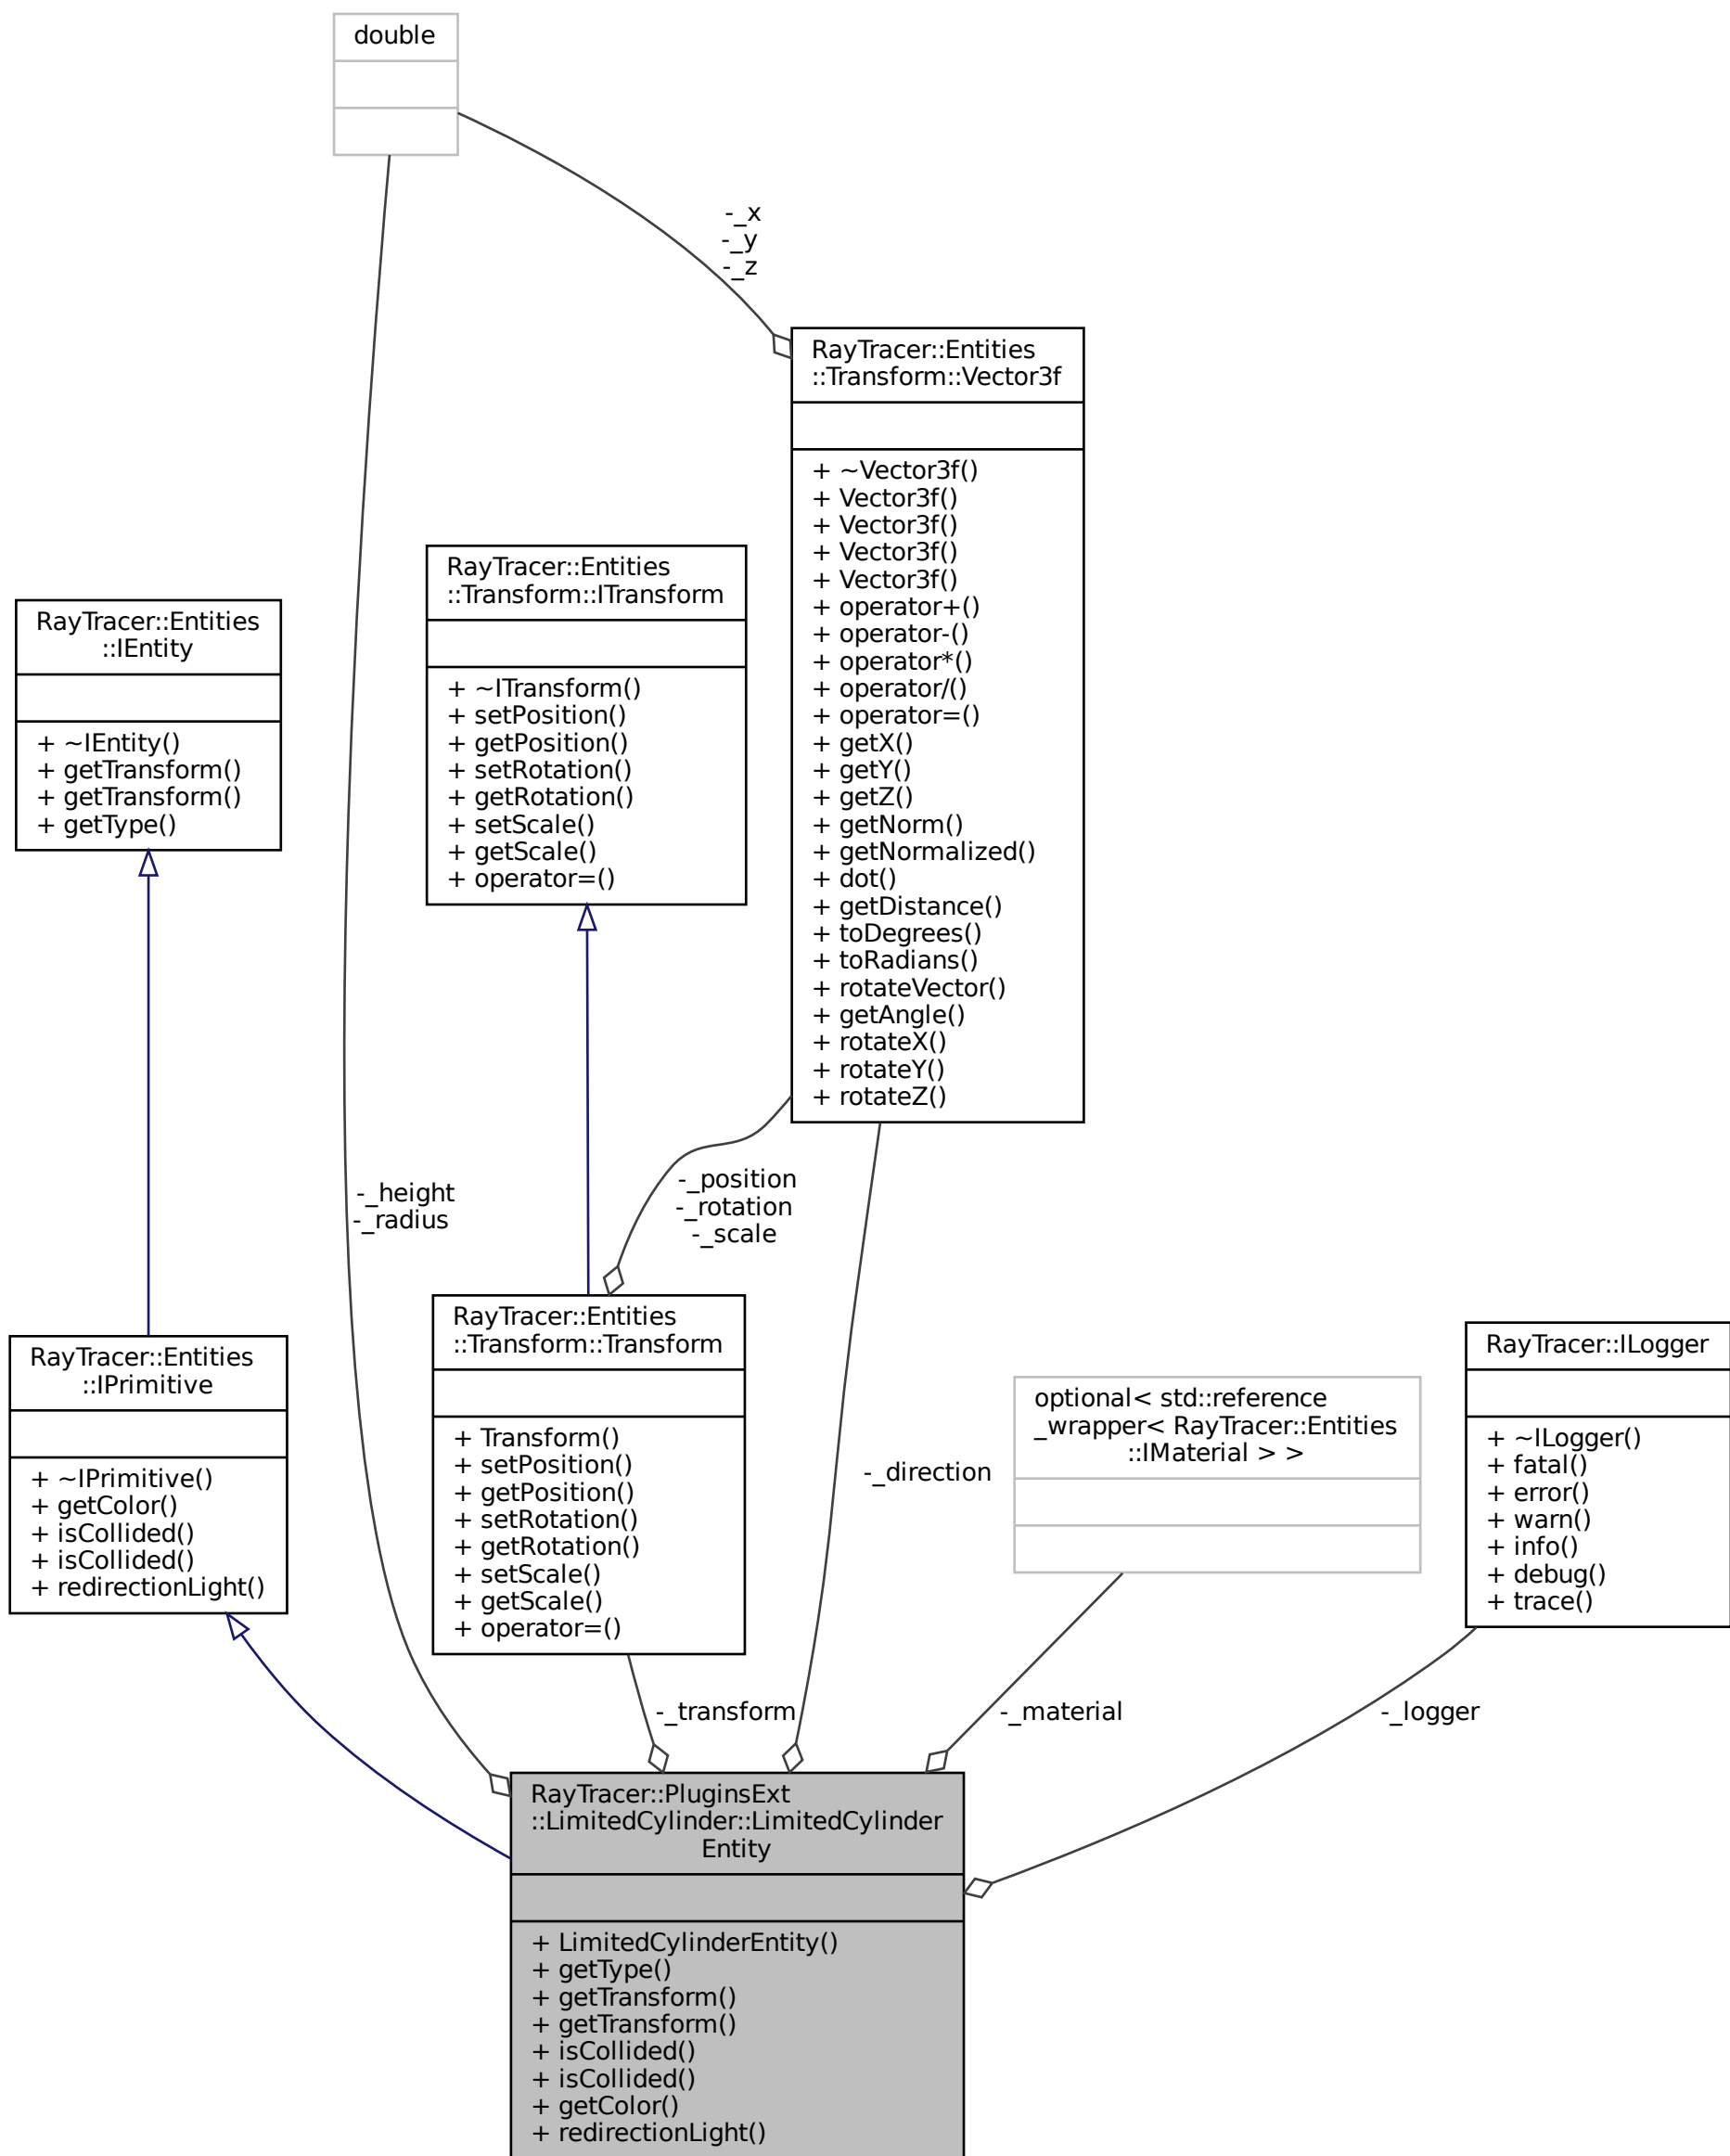 double
-_x
-_y
-_z
RayTracer::Entities
::Transform::Vector3f
+ ~Vector3f()
+ Vector3f()
+ Vector3f()
+ Vector3f()
+ Vector3f()
+ operator+()
+ operator-()
+ operator*()
+ operator/()
+ operator=()
+ getX()
+ getY()
+ getZ()
+ getNorm()
+ getNormalized()
+ dot()
+ getDistance()
+ toDegrees()
+ toRadians()
+ rotateVector()
+ getAngle()
+ rotateX()
+ rotateY()
+ rotateZ()
RayTracer::Entities
::Transform::ITransform
+ ~ITransform()
+ setPosition()
+ getPosition()
+ setRotation()
+ getRotation()
+ setScale()
+ getScale()
+ operator=()
RayTracer::Entities
::IEntity
+ ~IEntity()
+ getTransform()
+ getTransform()
+ getType()
-_height
-_radius
-_position
-_rotation
-_scale
RayTracer::Entities
::IPrimitive
+ ~IPrimitive()
+ getColor()
+ isCollided()
+ isCollided()
+ redirectionLight()
RayTracer::Entities
::Transform::Transform
+ Transform()
+ setPosition()
+ getPosition()
+ setRotation()
+ getRotation()
+ setScale()
+ getScale()
+ operator=()
-_direction
optional< std::reference
_wrapper< RayTracer::Entities
::IMaterial > >
RayTracer::ILogger
+ ~ILogger()
+ fatal()
+ error()
+ warn()
+ info()
+ debug()
+ trace()
-_transform
-_material
-_logger
RayTracer::PluginsExt
::LimitedCylinder::LimitedCylinder
Entity
+ LimitedCylinderEntity()
+ getType()
+ getTransform()
+ getTransform()
+ isCollided()
+ isCollided()
+ getColor()
+ redirectionLight()